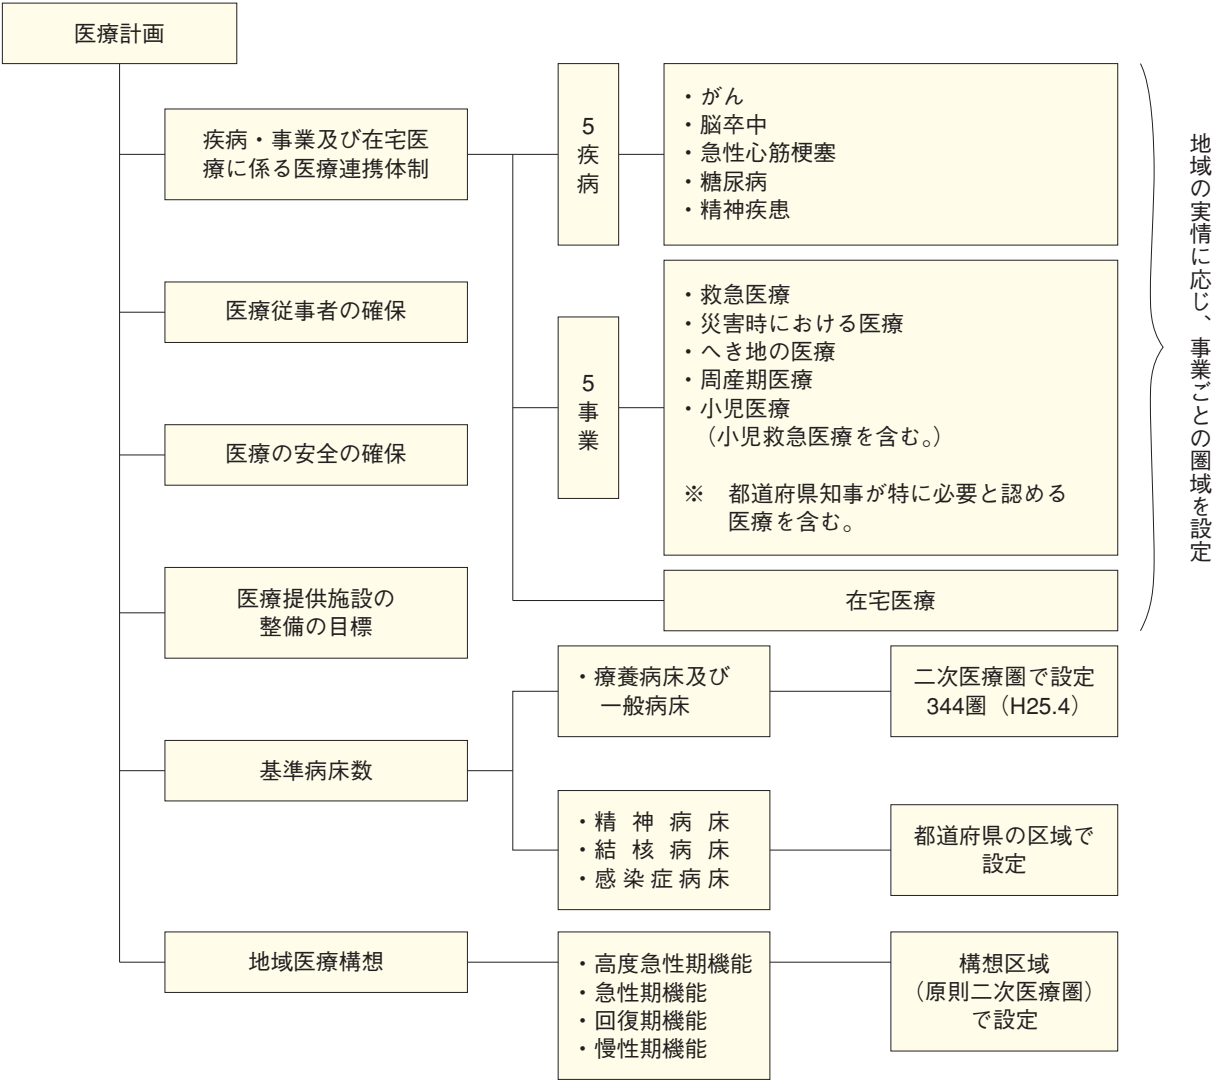 医療計画
疾病・事業及び在宅医
療に係る医療連携体制
5
疾
病
・がん
・脳卒中
・急性心筋梗塞
・糖尿病
・精神疾患
医療従事者の確保
5
事
業
・救急医療
・災害時における医療
・へき地の医療
・周産期医療
・小児医療
（小児救急医療を含む。）
※　都道府県知事が特に必要と認める
医療を含む。
地域の実情に応じ、事業ごとの圏域を設定
医療の安全の確保
在宅医療
医療提供施設の
整備の目標
基準病床数
・療養病床及び
一般病床
二次医療圏で設定
344圏（H25.4）
・精神病床
・結核病床
・感染症病床
都道府県の区域で
設定
地域医療構想
・高度急性期機能
・急性期機能
・回復期機能
・慢性期機能
構想区域
（原則二次医療圏）
で設定